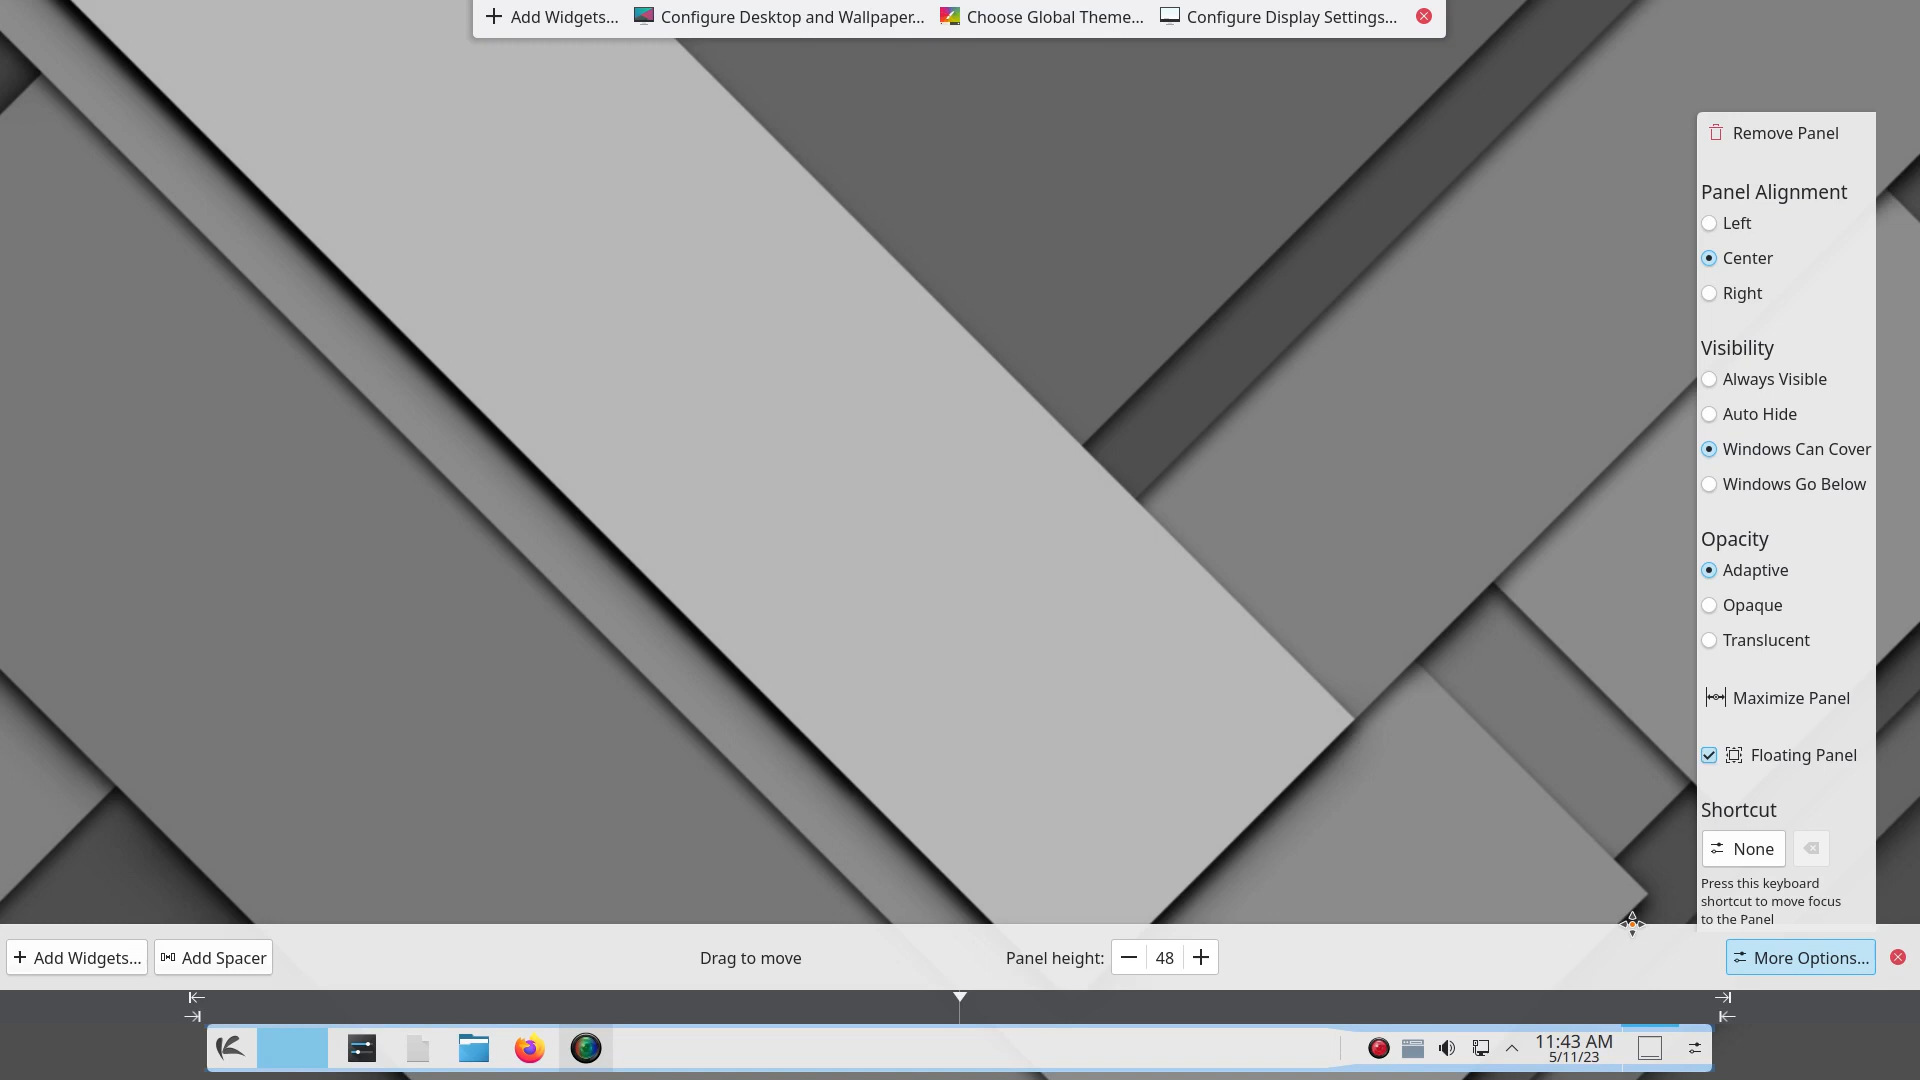 Add Widgets... Configure Desktop and Wallpaper... Choose Global Theme... Configure Display Settings...
Remove Panel
Panel Alignment
Left
Center
Right
Visibility
Always Visible
Auto Hide
Windows Can Cover
Windows Go Below
Opacity
Adaptive
Opaque
Translucent
Maximize Panel
Floating Panel
Shortcut
None
Press this keyboard
shortcut to move focus
to the Panel
Add Widgets... Add Spacer Drag to move Panel height: 48 More Options...
11:43 AM
5/11/23